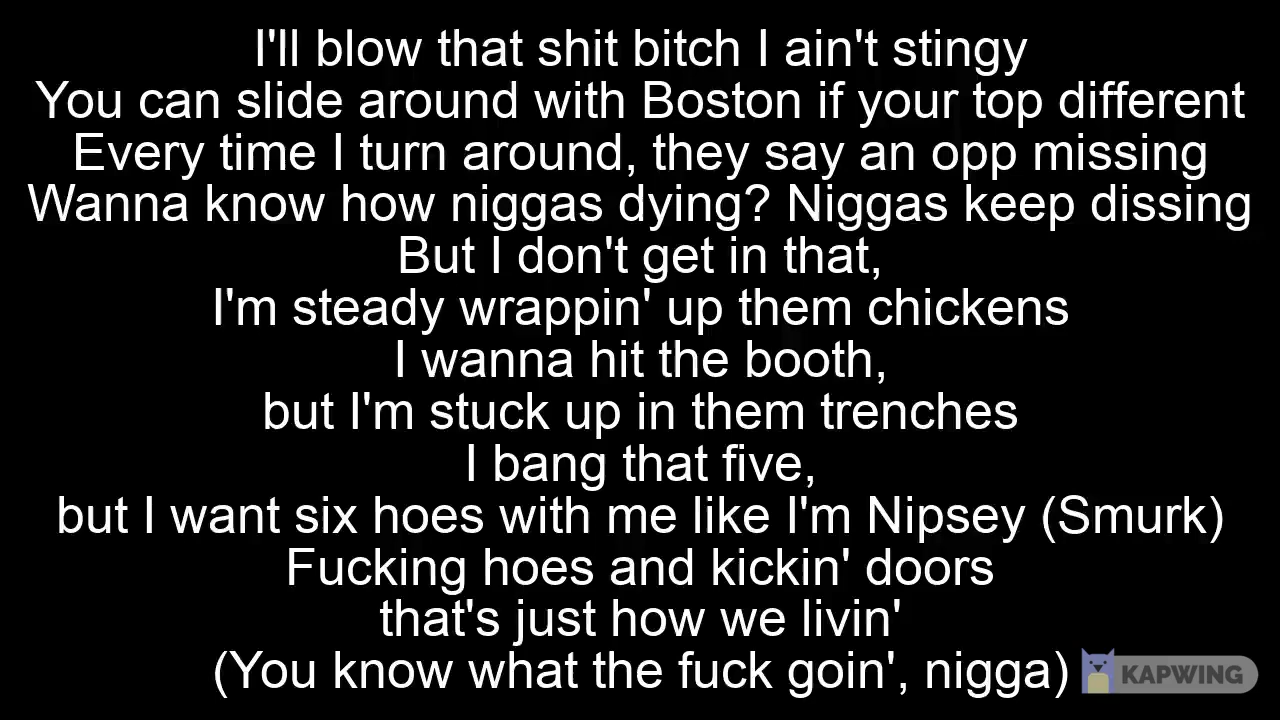 I'll blow that shit bitch I ain't stingy
You can slide around with Boston if your top different
Every time I turn around, they say an opp missing
Wanna know how niggas dying? Niggas keep dissing
But I don't get in that,
I'm steady wrappin' up them chickens
I wanna hit the booth,
but I'm stuck up in them trenches
I bang that five,
but I want six hoes with me like I'm Nipsey (Smurk)
Fucking hoes and kickin' doors
that's just how we livin'
(You know what the fuck goin', nigga)
KAPWING